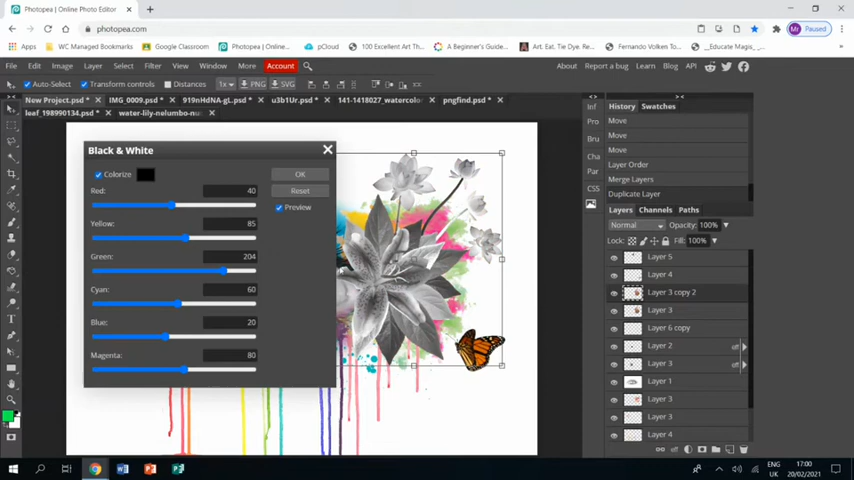 Photopea | Online Photo Editor
photopea.com
Paused
Apps WC Managed Bookmarks Google Classroom Photopea | Online... pCloud 100 Excellent Art Th... A Beginner's Guide... Art. Eat. Tie Dye. Re... Fernando Volken To... __Educate Magis,_
File Edit Image Layer Select Filter View Window More Account About Report a bug Learn Blog API
Auto-Select Transform controls Distances 1x PNG SVG
New Project.psd * IMG_0009.psd * 919nHdNA-gL.psd * u3b1Ur.psd * 141-1418027_watercolor pngfind.psd *
leaf_198990134.psd * water-lily-nelumbo-nu
Black & White
Colorize OK
Red: 40 Reset
Preview
Yellow: 85
Green: 204
Cyan: 60
Blue: 20
Magenta: 80
Inf
Pro
Bru
Cha
Par
CSS
History Swatches
Move
Move
Move
Layer Order
Merge Layers
Duplicate Layer
Layers Channels Paths
Normal Opacity: 100%
Lock: Fill: 100%
Layer 5
Layer 4
Layer 3 copy 2
Layer 3
Layer 6 copy
Layer 2 eff
Layer 3 eff
Layer 1
Layer 3
Layer 3
Layer 4
eff
ENG 17:00
UK 20/02/2021